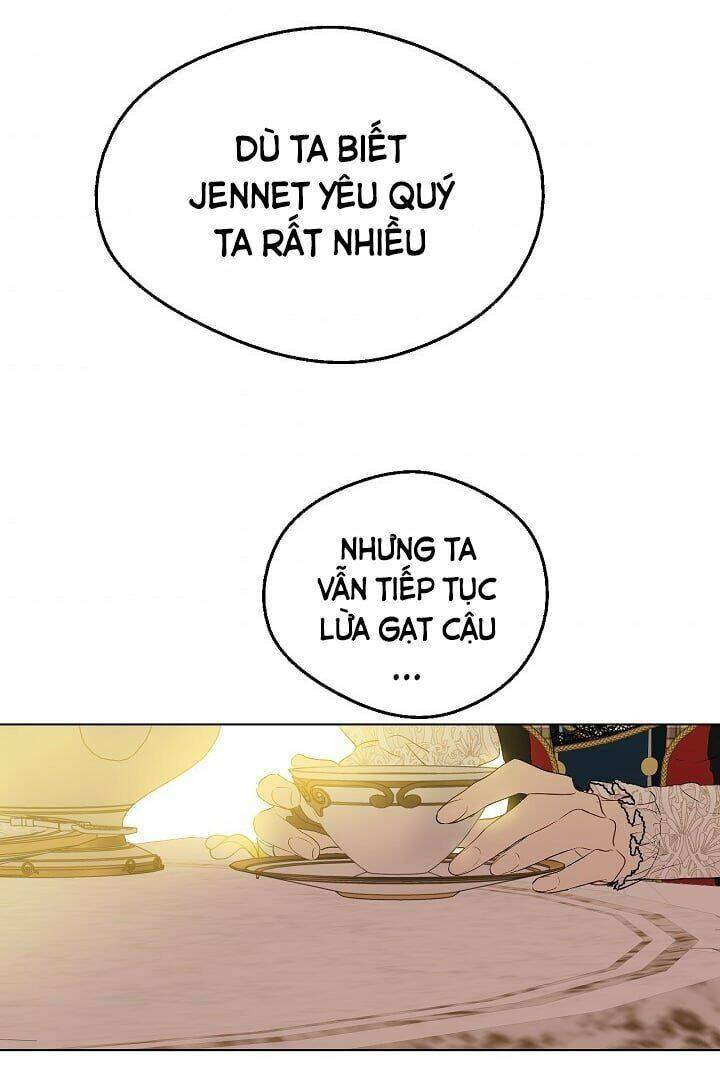 DÙ TA BIẾT
JENNET YÊU QUÝ
TA RẤT NHIỀU
NHƯNG TA
VẪN TIẾP TỤC
LỪA GẠT CẬU
...